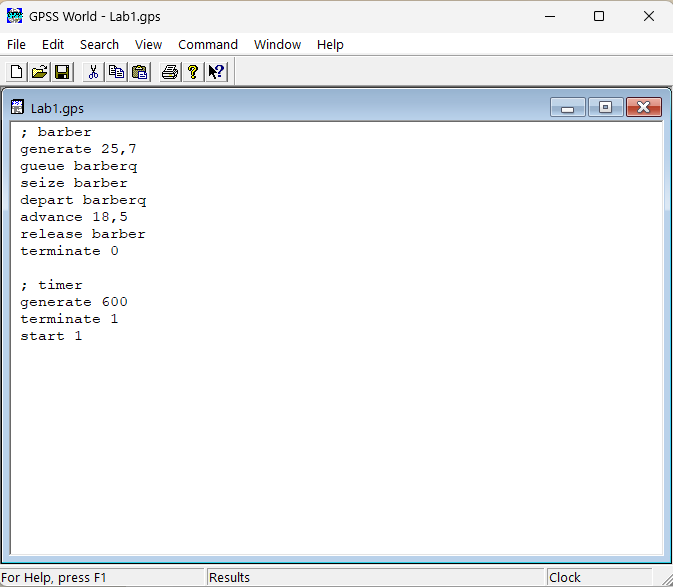 GPSS World - Lab1.gps
File Edit Search View Command Window Help
Lab1.gps
; barber
generate 25,7
gueue barberq
seize barber
depart barberq
advance 18,5
release barber
terminate 0
; timer
generate 600
terminate 1
start 1
For Help, press F1 Results Clock